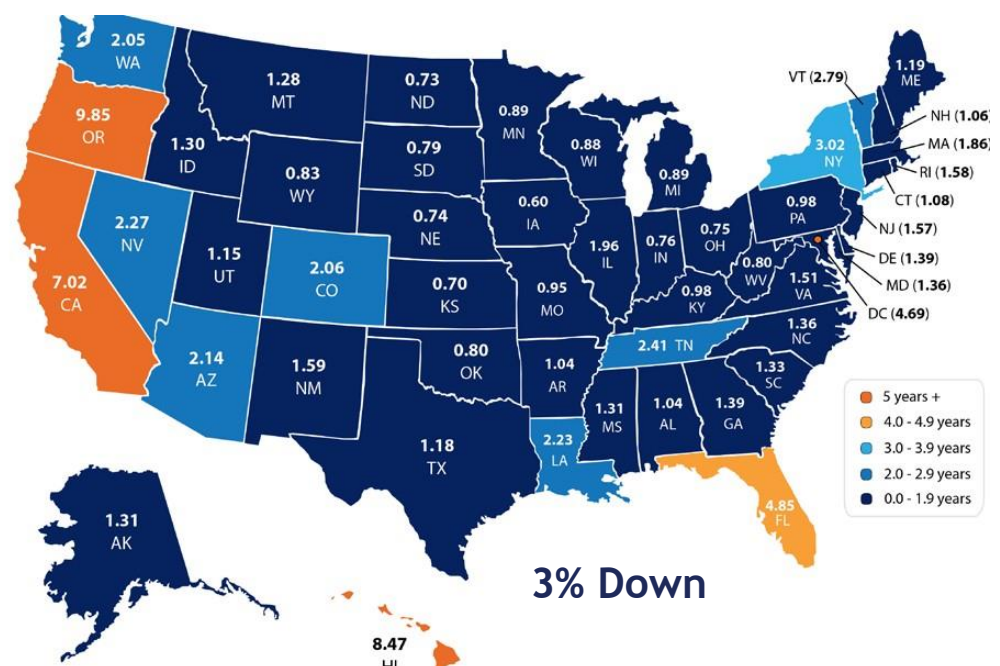 2.05
WA
1.28
MT
0.73
ND
0.89
MN
VT (2.79)
1.19
ME
9.85
OR
1.30
ID
0.83
WY
0.79
SD
0.88
WI
0.89
MI
3.02
NY
NH (1.06)
MA (1.86)
RI (1.58)
CT (1.08)
2.27
NV
1.15
UT
2.06
CO
0.74
NE
0.60
IA
1.96
IL
0.76
IN
0.75
OH
0.98
PA
NJ (1.57)
DE (1.39)
MD (1.36)
DC (4.69)
7.02
CA
0.70
KS
0.95
MO
0.98
KY
0.80
WV
1.51
VA
2.14
AZ
1.59
NM
0.80
OK
1.04
AR
2.41 TN
1.36
NC
1.33
SC
1.18
TX
2.23
LA
1.31
MS
1.04
AL
1.39
GA
4.85
FL
5 years +
4.0 - 4.9 years
3.0 - 3.9 years
2.0 - 2.9 years
0.0 - 1.9 years
1.31
AK
8.47
HI
3% Down